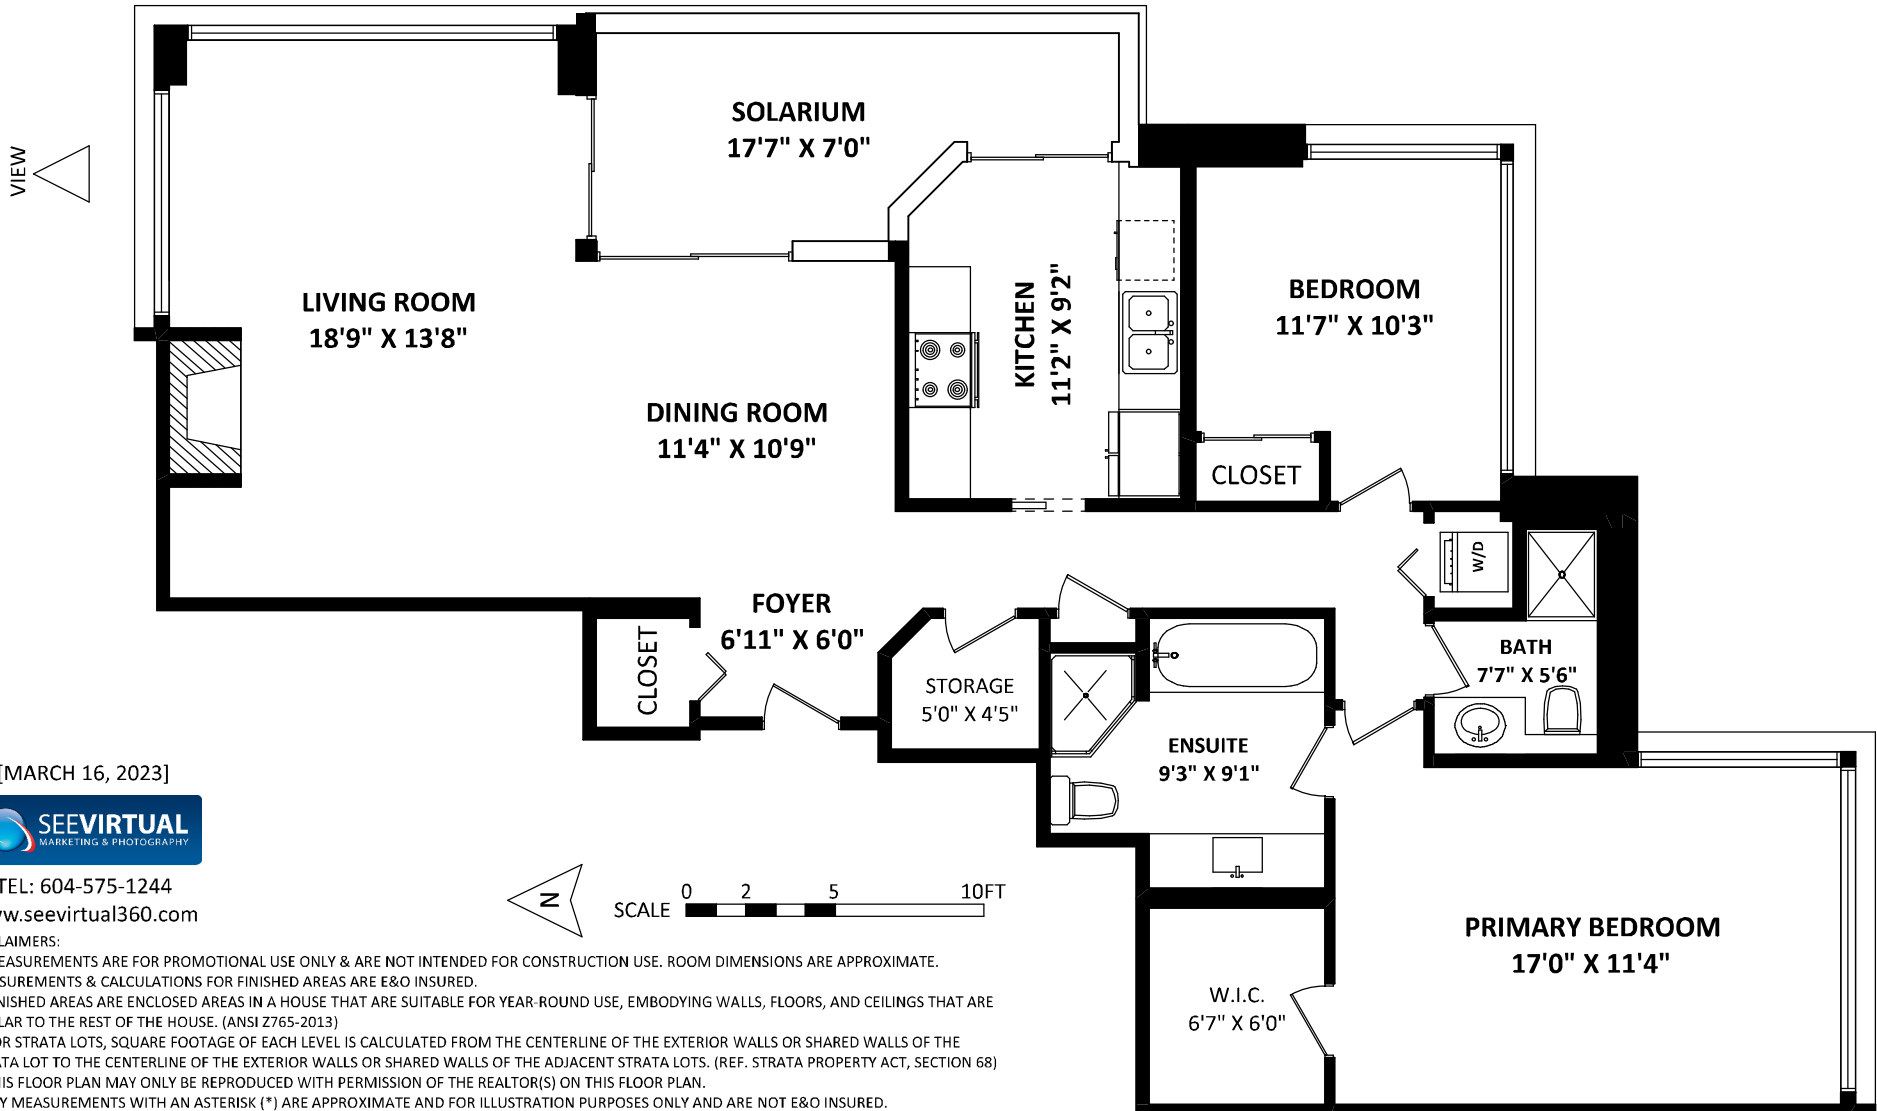 SOLARIUM
17'7" X 7'0"
VIEW
LIVING ROOM
18'9" X 13'8"
KITCHEN
11'2" X 9'2"
BEDROOM
11'7" X 10'3"
DINING ROOM
11'4" X 10'9"
CLOSET
W/D
FOYER
6'11" X 6'0"
CLOSET
STORAGE
5'0" X 4'5"
BATH
7'7" X 5'6"
ENSUITE
9'3" X 9'1"
PRIMARY BEDROOM
17'0" X 11'4"
W.I.C.
6'7" X 6'0"
[MARCH 16, 2023]
SEEVIRTUAL
MARKETING & PHOTOGRAPHY
TEL: 604-575-1244
w.seevirtual360.com
N
SCALE 0 2 5 10FT
LAIMERS:
EASUREMENTS ARE FOR PROMOTIONAL USE ONLY & ARE NOT INTENDED FOR CONSTRUCTION USE. ROOM DIMENSIONS ARE APPROXIMATE.
SUREMENTS & CALCULATIONS FOR FINISHED AREAS ARE E&O INSURED.
NISHED AREAS ARE ENCLOSED AREAS IN A HOUSE THAT ARE SUITABLE FOR YEAR-ROUND USE, EMBODYING WALLS, FLOORS, AND CEILINGS THAT ARE
LAR TO THE REST OF THE HOUSE. (ANSI Z765-2013)
OR STRATA LOTS, SQUARE FOOTAGE OF EACH LEVEL IS CALCULATED FROM THE CENTERLINE OF THE EXTERIOR WALLS OR SHARED WALLS OF THE
ATA LOT TO THE CENTERLINE OF THE EXTERIOR WALLS OR SHARED WALLS OF THE ADJACENT STRATA LOTS. (REF. STRATA PROPERTY ACT, SECTION 68)
HIS FLOOR PLAN MAY ONLY BE REPRODUCED WITH PERMISSION OF THE REALTOR(S) ON THIS FLOOR PLAN.
Y MEASUREMENTS WITH AN ASTERISK (*) ARE APPROXIMATE AND FOR ILLUSTRATION PURPOSES ONLY AND ARE NOT E&O INSURED.